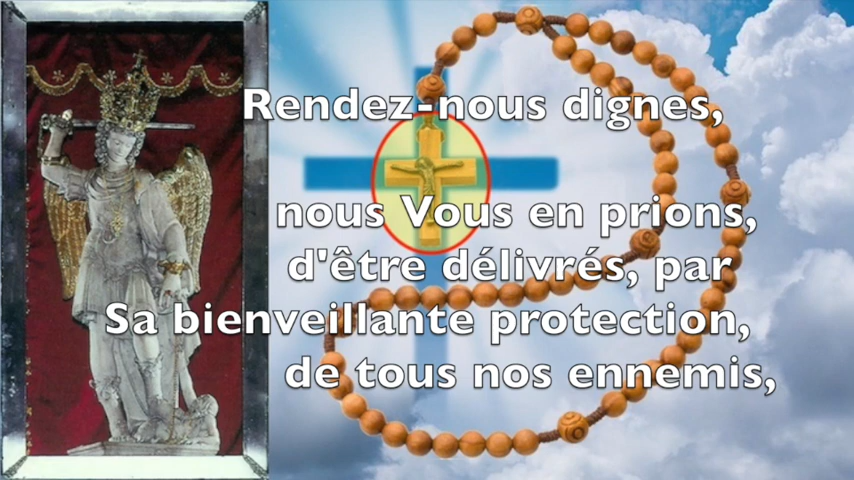 Rendez-nous dignes,
nous Vous en prions,
d'être délivrés, par
Sa bienveillante protection,
de tous nos ennemis,